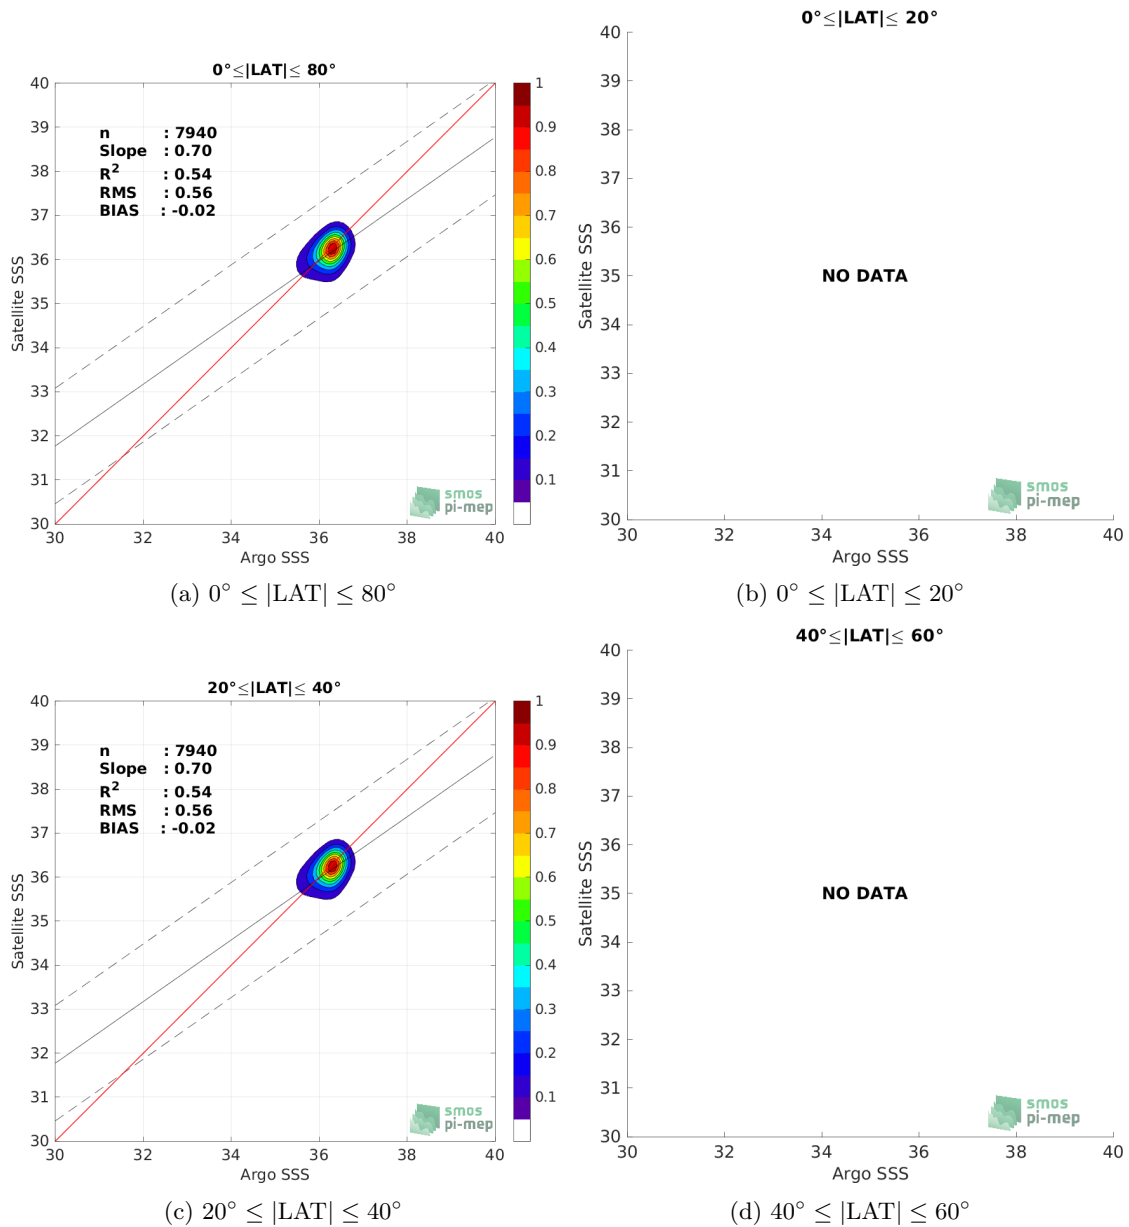 0°≤|LAT|≤ 80°
40
39
38
37
36
35
34
33
32
31
30
Satellite SSS
n : 7940
Slope : 0.70
R² : 0.54
RMS : 0.56
BIAS : -0.02
smos
pi-mep
30 32 34 36 38 40
Argo SSS
1
0.9
0.8
0.7
0.6
0.5
0.4
0.3
0.2
0.1
(a) 0° ≤ |LAT| ≤ 80°
0°≤|LAT|≤ 20°
40
39
38
37
36
35
34
33
32
31
30
Satellite SSS
NO DATA
smos
pi-mep
30 32 34 36 38 40
Argo SSS
(b) 0° ≤ |LAT| ≤ 20°
20°≤|LAT|≤ 40°
40
39
38
37
36
35
34
33
32
31
30
Satellite SSS
n : 7940
Slope : 0.70
R² : 0.54
RMS : 0.56
BIAS : -0.02
smos
pi-mep
30 32 34 36 38 40
Argo SSS
1
0.9
0.8
0.7
0.6
0.5
0.4
0.3
0.2
0.1
(c) 20° ≤ |LAT| ≤ 40°
40°≤|LAT|≤ 60°
40
39
38
37
36
35
34
33
32
31
30
Satellite SSS
NO DATA
smos
pi-mep
30 32 34 36 38 40
Argo SSS
(d) 40° ≤ |LAT| ≤ 60°